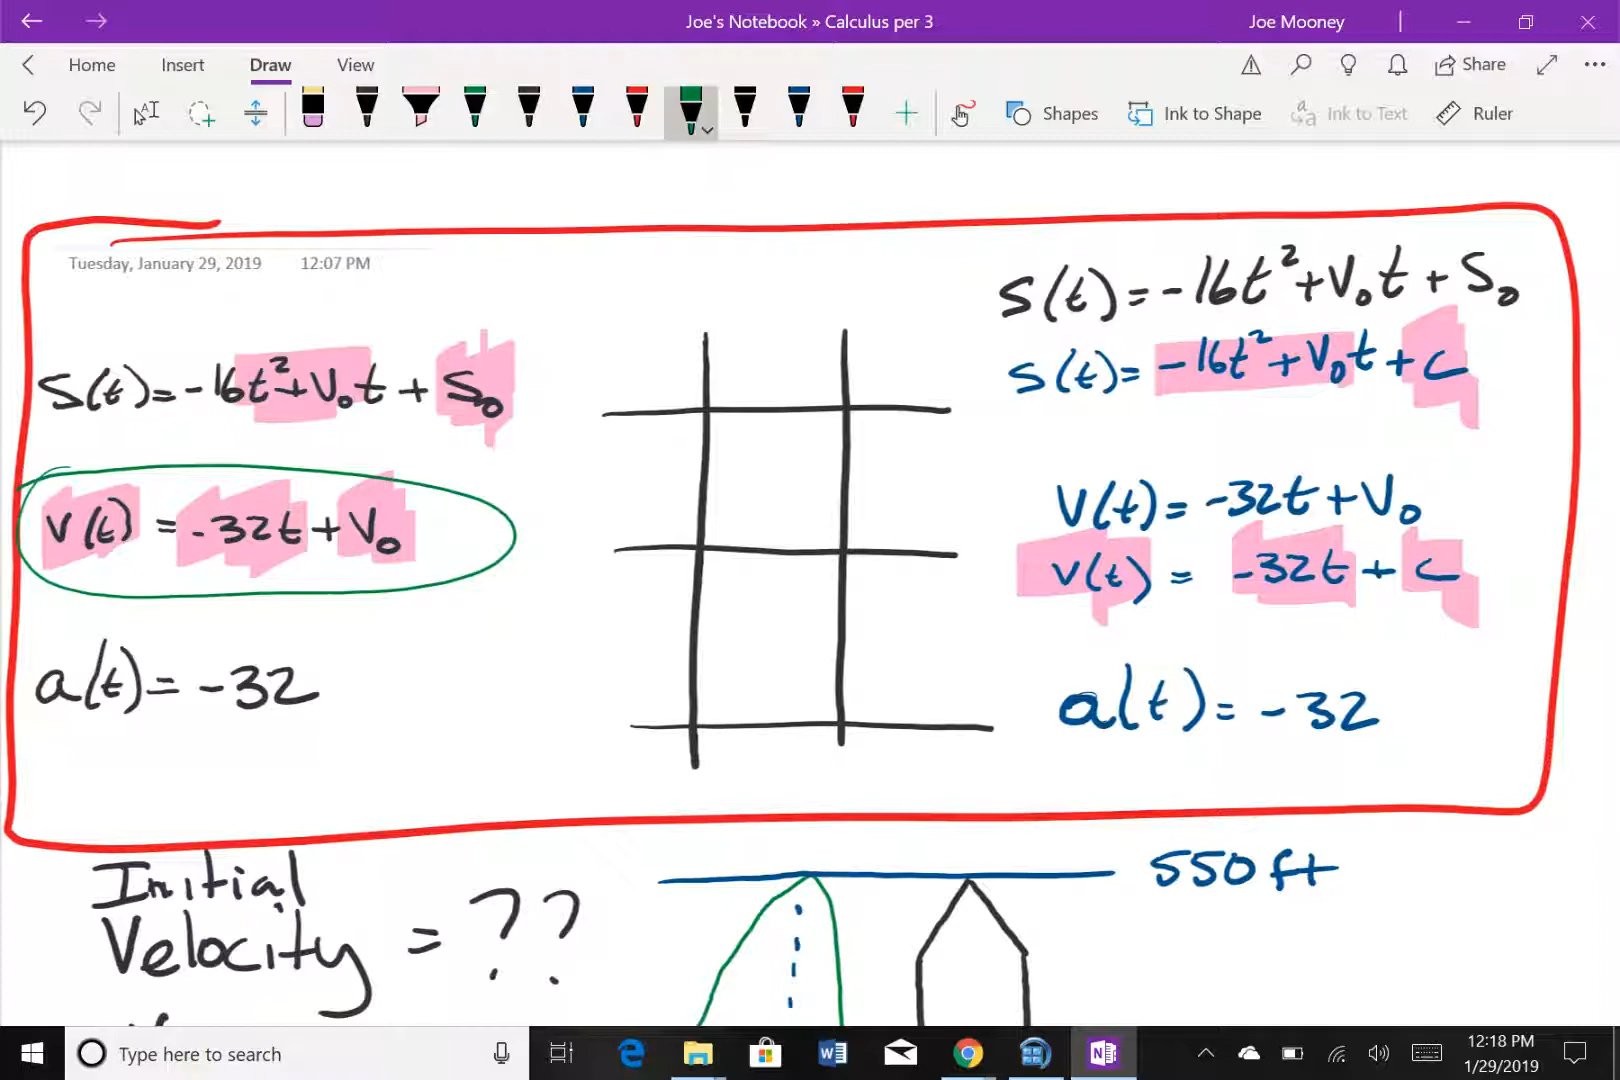 Joe's Notebook » Calculus per 3
Joe Mooney
Home Insert Draw View
Share
Shapes Ink to Shape Ink to Text Ruler
Tuesday, January 29, 2019 12:07 PM
S(t)=-16t²+V₀t+S₀
S(t)=-16t²+V₀t+C
S(t)=-16t²+V₀t+S₀
V(t)=-32t+V₀
V(t)=-32t+V₀
V(t)=-32t+C
a(t)=-32
a(t)=-32
Initial
Velocity = ??
550ft
Type here to search
12:18 PM
1/29/2019